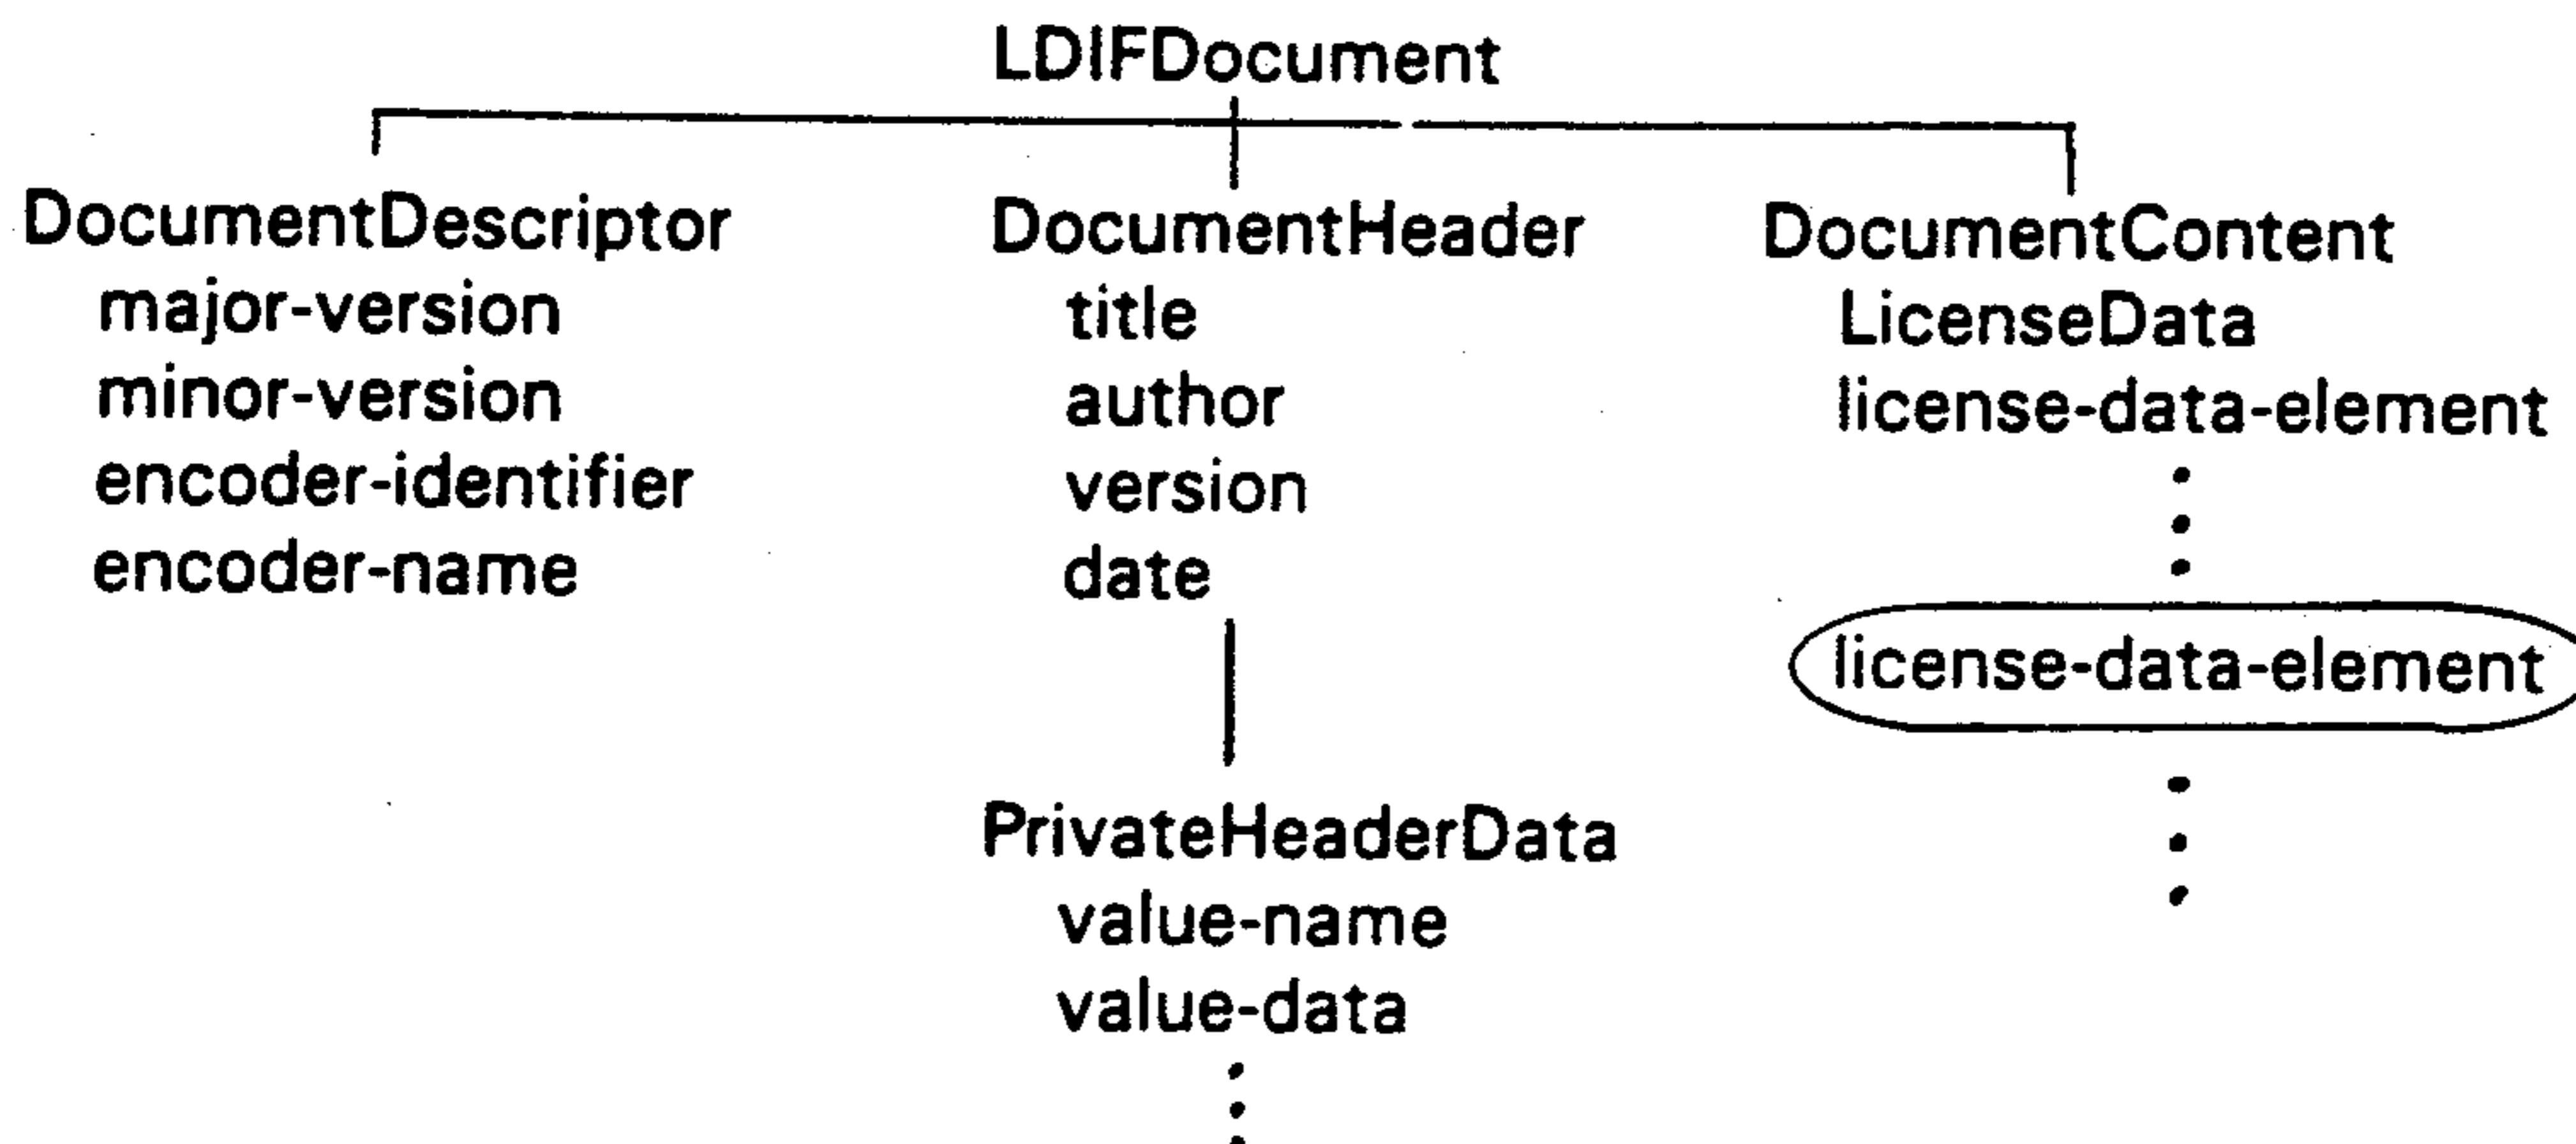 LDIFDocument
DocumentDescriptor
major-version
minor-version
encoder-identifier
encoder-name
DocumentHeader
title
author
version
date
PrivateHeaderData
value-name
value-data
DocumentContent
LicenseData
license-data-element
license-data-element